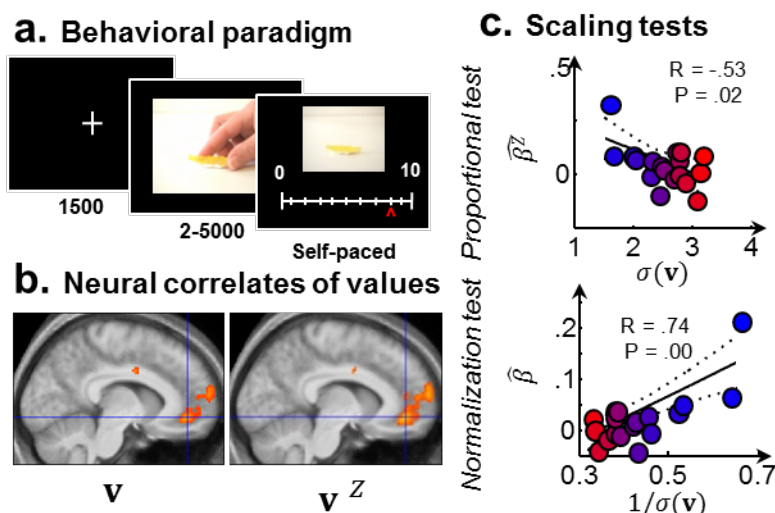 a. Behavioral paradigm
1500
2-5000
0 10
^
Self-paced
b. Neural correlates of values
v
v Z
c. Scaling tests
Proportional test
β̂ᶻ
.5
0
R = -.53
P = .02
1 2 3 4
σ(v)
Normalization test
β̂
.2
.1
0
R = .74
P = .00
0.3 0.5 0.7
1/σ(v)